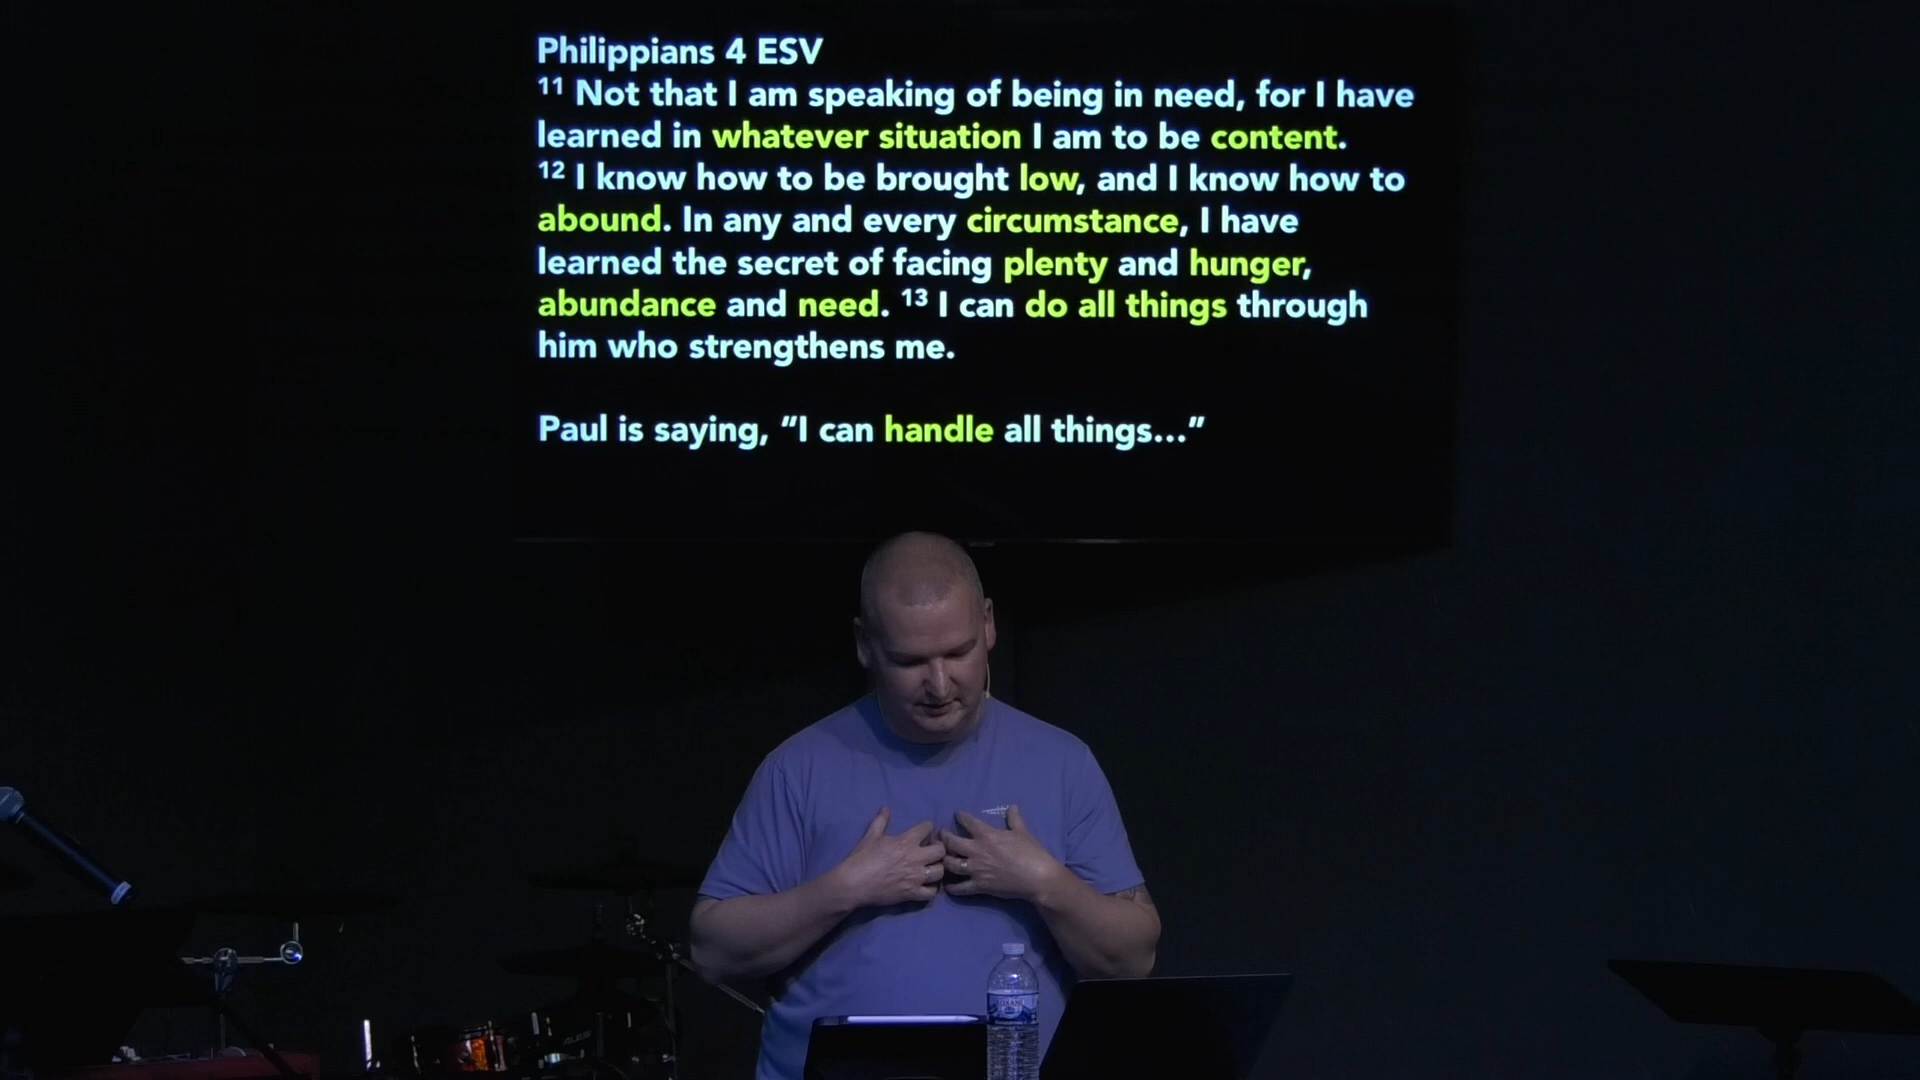 Philippians 4 ESV
¹¹ Not that I am speaking of being in need, for I have
learned in whatever situation I am to be content.
¹² I know how to be brought low, and I know how to
abound. In any and every circumstance, I have
learned the secret of facing plenty and hunger,
abundance and need. ¹³ I can do all things through
him who strengthens me.
Paul is saying, “I can handle all things...”